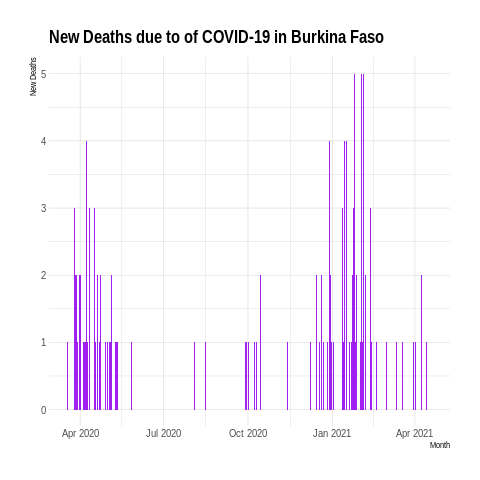 New Deaths due to of COVID-19 in Burkina Faso
New Deaths
5
4
3
2
1
0
Apr 2020 Jul 2020 Oct 2020 Jan 2021 Apr 2021
Month